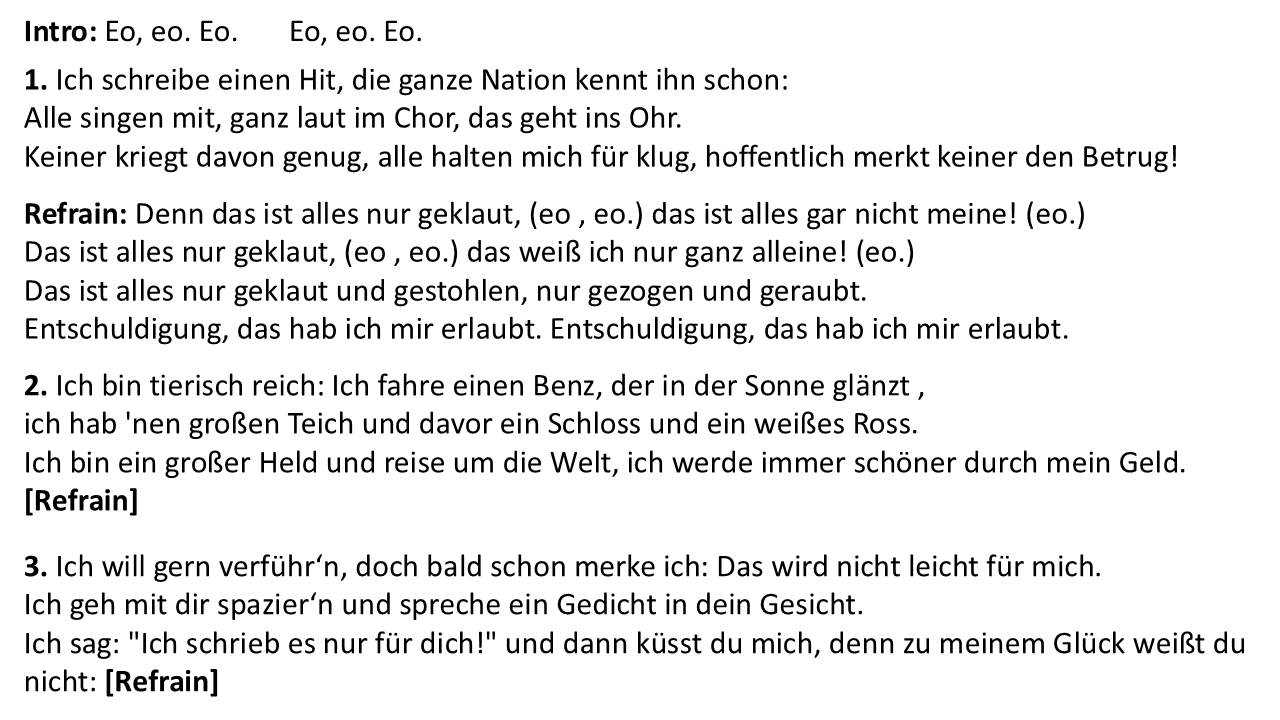 Intro: Eo, eo. Eo. Eo, eo. Eo.
1. Ich schreibe einen Hit, die ganze Nation kennt ihn schon:
Alle singen mit, ganz laut im Chor, das geht ins Ohr.
Keiner kriegt davon genug, alle halten mich für klug, hoffentlich merkt keiner den Betrug!
Refrain: Denn das ist alles nur geklaut, (eo , eo.) das ist alles gar nicht meine! (eo.)
Das ist alles nur geklaut, (eo , eo.) das weiß ich nur ganz alleine! (eo.)
Das ist alles nur geklaut und gestohlen, nur gezogen und geraubt.
Entschuldigung, das hab ich mir erlaubt. Entschuldigung, das hab ich mir erlaubt.
2. Ich bin tierisch reich: Ich fahre einen Benz, der in der Sonne glänzt ,
ich hab 'nen großen Teich und davor ein Schloss und ein weißes Ross.
Ich bin ein großer Held und reise um die Welt, ich werde immer schöner durch mein Geld.
[Refrain]
3. Ich will gern verführ‘n, doch bald schon merke ich: Das wird nicht leicht für mich.
Ich geh mit dir spazier‘n und spreche ein Gedicht in dein Gesicht.
Ich sag: "Ich schrieb es nur für dich!" und dann küsst du mich, denn zu meinem Glück weißt du
nicht: [Refrain]